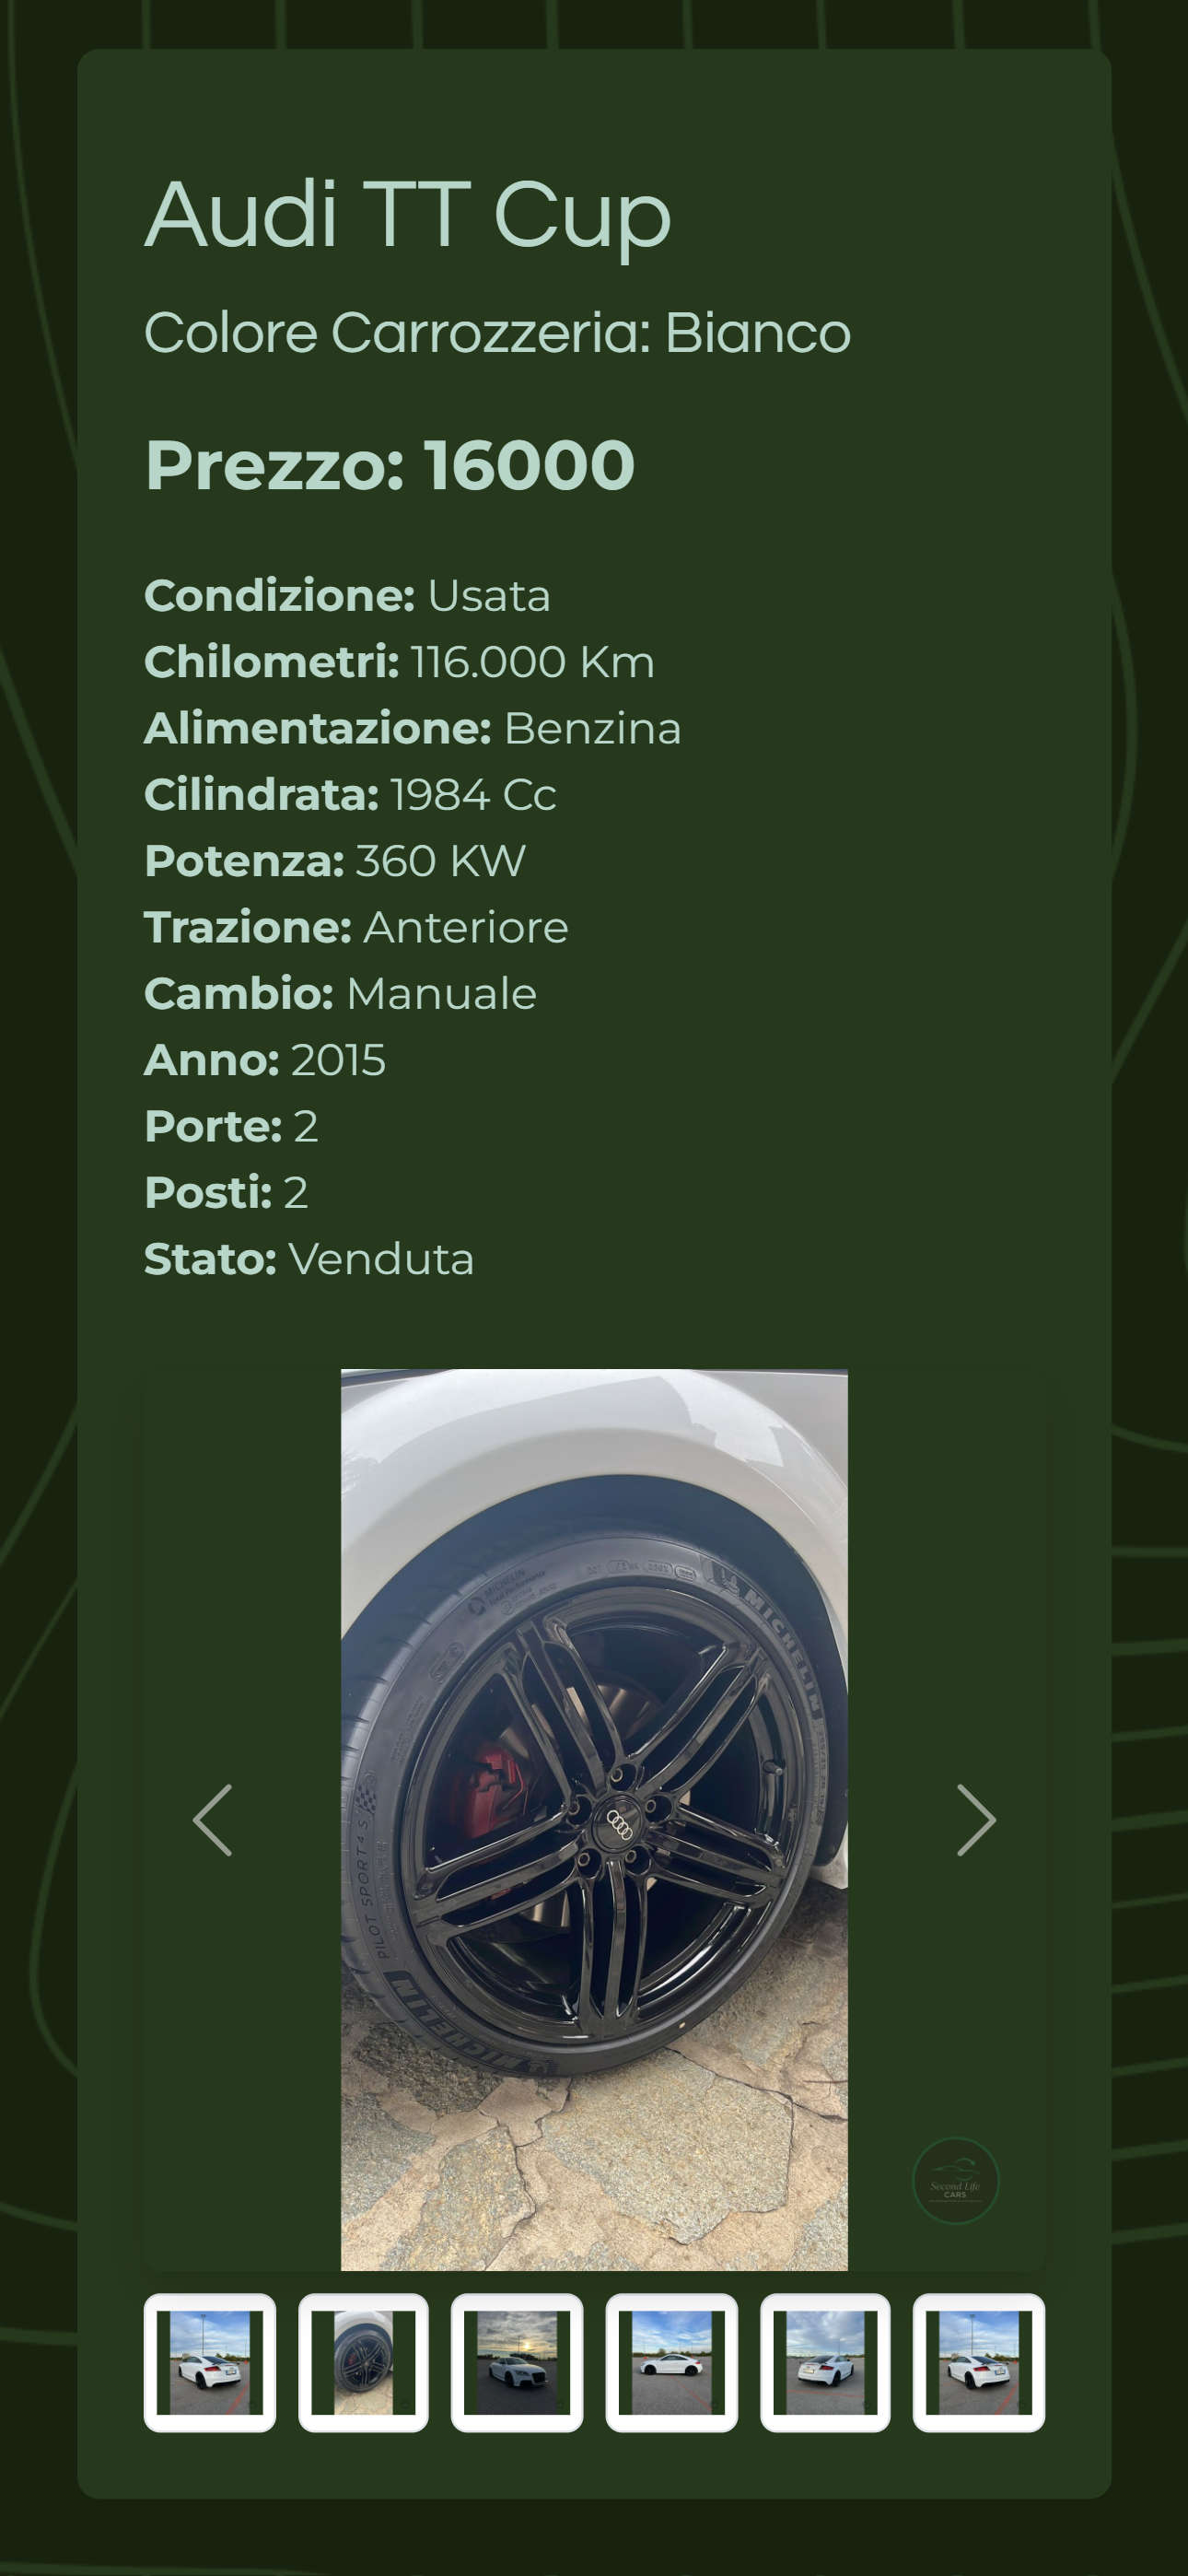 Audi TT Cup
Colore Carrozzeria: Bianco
Prezzo: 16000
Condizione: Usata
Chilometri: 116.000 Km
Alimentazione: Benzina
Cilindrata: 1984 Cc
Potenza: 360 KW
Trazione: Anteriore
Cambio: Manuale
Anno: 2015
Porte: 2
Posti: 2
Stato: Venduta
MICHELIN
MICHELIN
PILOT SPORT 4 S
MICHELIN
Second Life
CARS